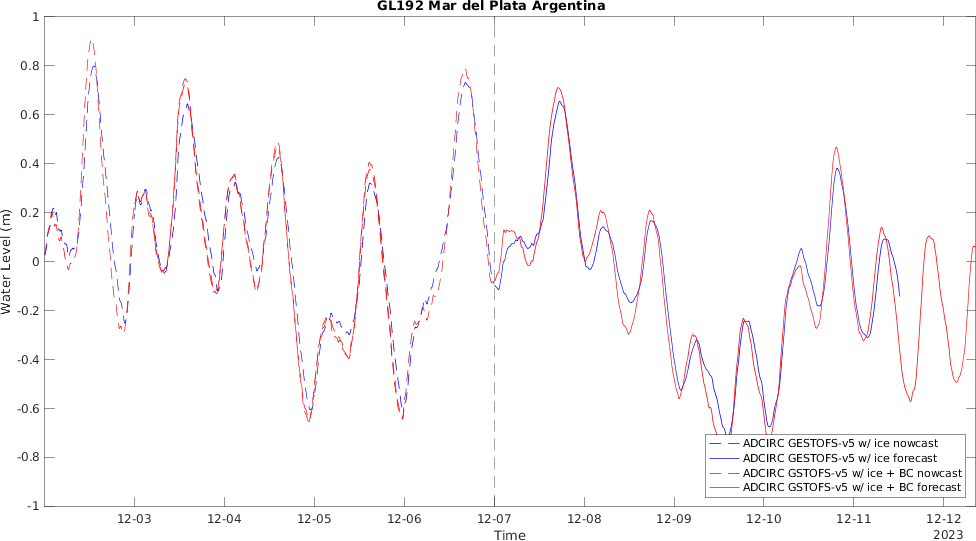 GL192 Mar del Plata Argentina
1
0.8
0.6
0.4
0.2
0
-0.2
-0.4
-0.6
-0.8
-1
Water Level (m)
ADCIRC GESTOFS-v5 w/ ice nowcast
ADCIRC GESTOFS-v5 w/ ice forecast
ADCIRC GSTOFS-v5 w/ ice + BC nowcast
ADCIRC GSTOFS-v5 w/ ice + BC forecast
12-03 12-04 12-05 12-06 12-07 12-08 12-09 12-10 12-11 12-12
Time
2023